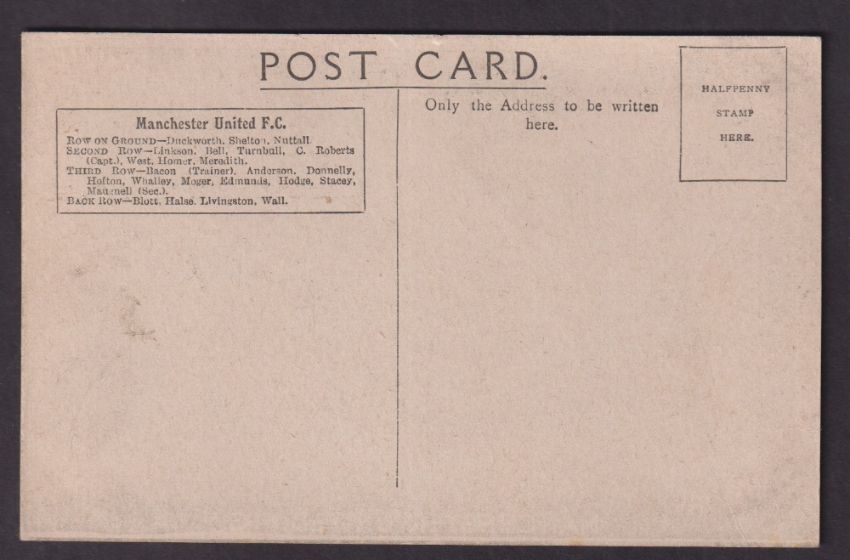 POST CARD.
Manchester United F.C.
ROW ON GROUND—Duckworth, Shelton, Nuttall.
SECOND ROW—Linkson, Bell, Turnbull, C. Roberts
(Capt.), West, Homer, Meredith.
THIRD ROW—Bacon (Trainer), Anderson, Donnelly,
Hofton, Whalley, Moger, Edmunds, Hodge, Stacey,
Mangnell (Sec.).
BACK ROW—Blott, Halse, Livingston, Wall.
Only the Address to be written
here.
HALFPENNY
STAMP
HERE.